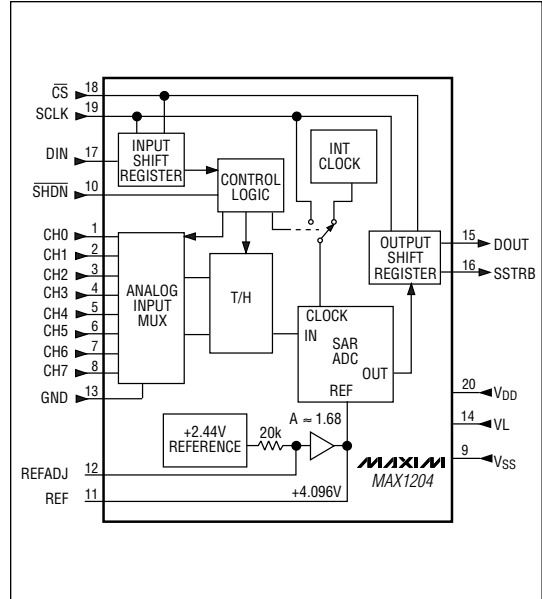 CS 18
SCLK 19
DIN 17
SHDN 10
CH0 1
CH1 2
CH2 3
CH3 4
CH4 5
CH5 6
CH6 7
CH7 8
GND 13
REFADJ 12
REF 11
INPUT
SHIFT
REGISTER
CONTROL
LOGIC
INT
CLOCK
ANALOG
INPUT
MUX
T/H
CLOCK
IN
SAR
ADC
OUT
REF
OUTPUT
SHIFT
REGISTER
15 DOUT
16 SSTRB
+2.44V
REFERENCE
20k
A ≈ 1.68
+4.096V
20 VDD
14 VL
9 VSS
MAXIM
MAX1204